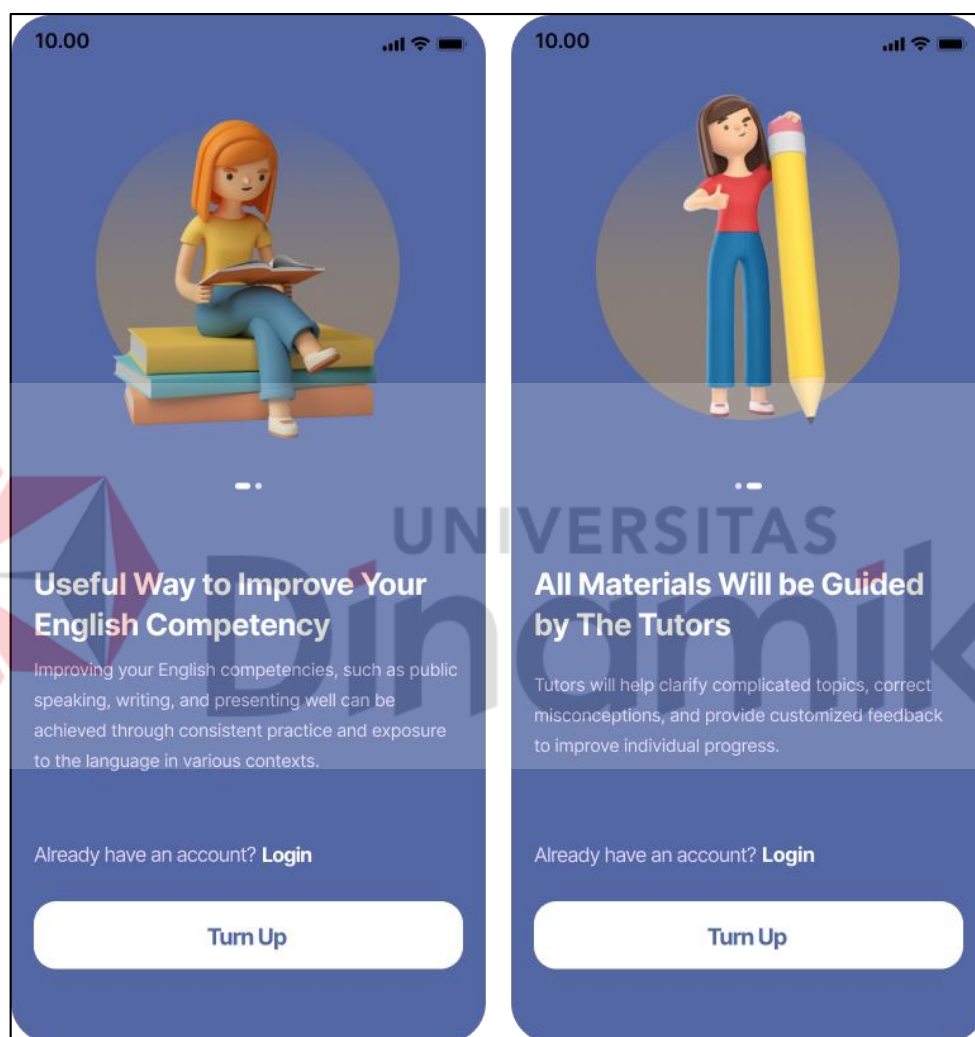 10.00
Useful Way to Improve Your
English Competency
Improving your English competencies, such as public
speaking, writing, and presenting well can be
achieved through consistent practice and exposure
to the language in various contexts.
Already have an account? Login
Turn Up
10.00
All Materials Will be Guided
by The Tutors
Tutors will help clarify complicated topics, correct
misconceptions, and provide customized feedback
to improve individual progress.
Already have an account? Login
Turn Up
UNIVERSITAS
Dinamik